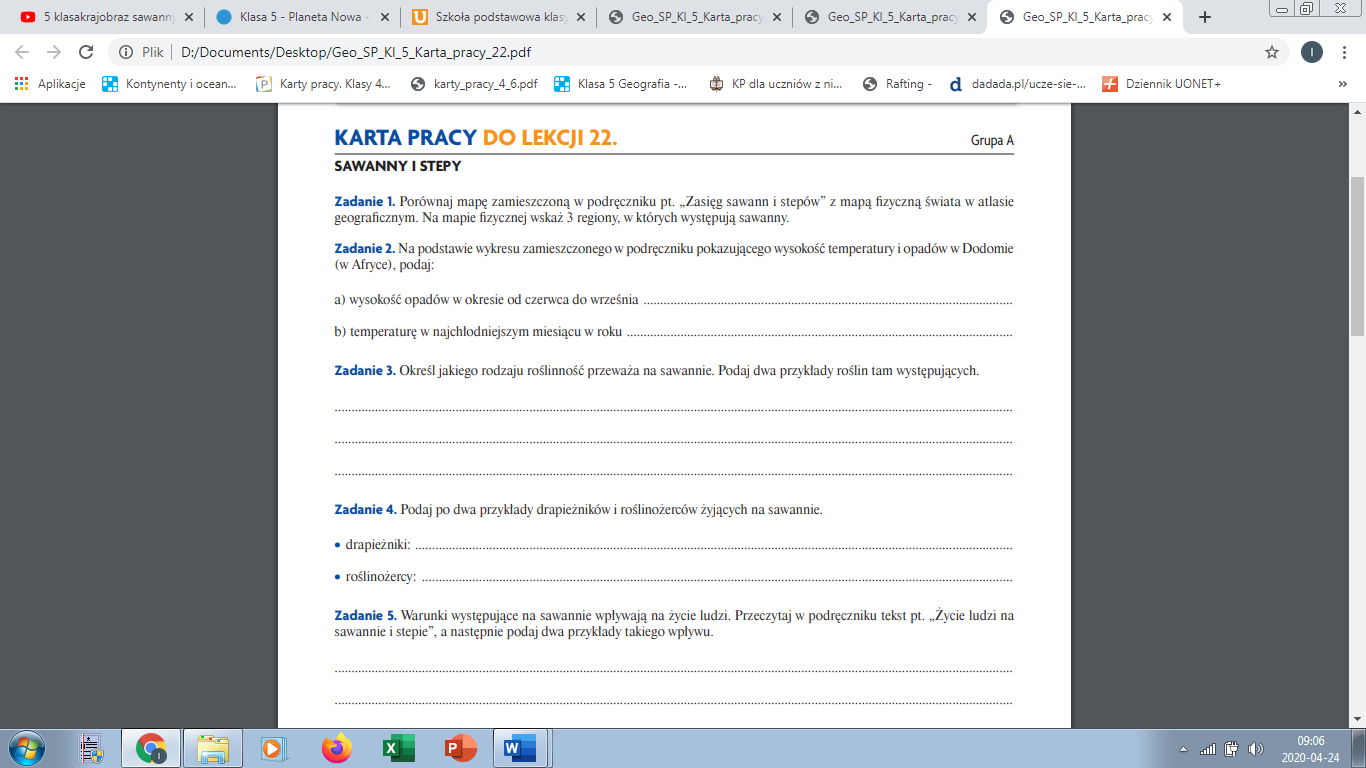 5 klasakrajobraz sawanny
Klasa 5 - Planeta Nowa -
Szkoła podstawowa klas
Geo_SP_Kl_5_Karta_pracy
Geo_SP_Kl_5_Karta_pracy
Geo_SP_Kl_5_Karta_pracy
Plik
D:/Documents/Desktop/Geo_SP_Kl_5_Karta_pracy_22.pdf
I
Aplikacje
Kontynenty i ocean...
Karty pracy. Klasy 4...
karty_pracy_4_6.pdf
Klasa 5 Geografia -...
KP dla uczniów z ni...
Rafting -
dadada.pl/ucze-sie-...
Dziennik UONET+
KARTA PRACY DO LEKCJI 22.
Grupa A
SAWANNY I STEPY
Zadanie 1. Porównaj mapę zamieszczoną w podręczniku pt. „Zasięg sawann i stepów” z mapą fizyczną świata w atlasie
geograficznym. Na mapie fizycznej wskaż 3 regiony, w których występują sawanny.
Zadanie 2. Na podstawie wykresu zamieszczonego w podręczniku pokazującego wysokość temperatury i opadów w Dodomie
(w Afryce), podaj:
a) wysokość opadów w okresie od czerwca do września
b) temperaturę w najchłodniejszym miesiącu w roku
Zadanie 3. Określ jakiego rodzaju roślinność przeważa na sawannie. Podaj dwa przykłady roślin tam występujących.
Zadanie 4. Podaj po dwa przykłady drapieżników i roślinożerców żyjących na sawannie.
• drapieżniki:
• roślinożercy:
Zadanie 5. Warunki występujące na sawannie wpływają na życie ludzi. Przeczytaj w podręczniku tekst pt. „Życie ludzi na
sawannie i stepie”, a następnie podaj dwa przykłady takiego wpływu.
09:06
2020-04-24